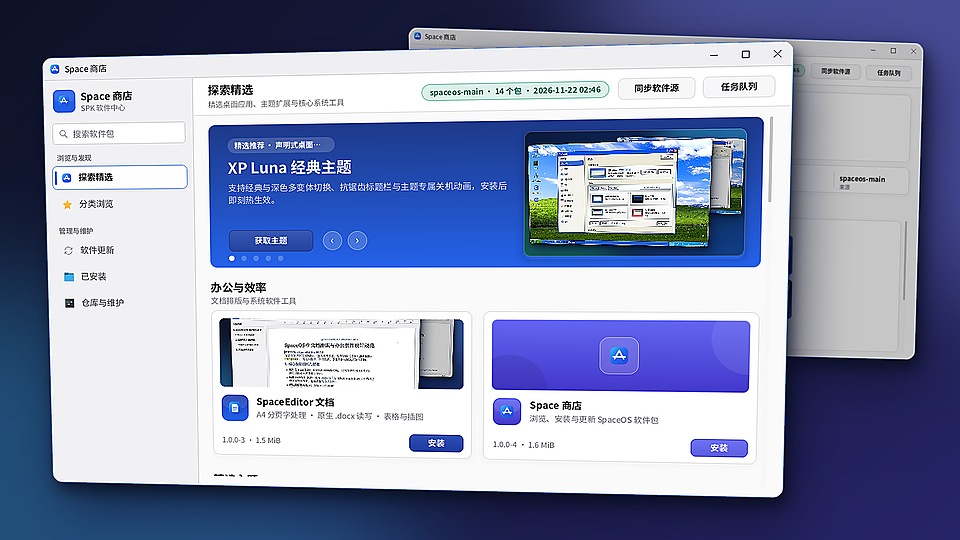 Space 商店
Space 商店
Space 商店
SPK 软件中心
搜索软件包
浏览与发现
探索精选
分类浏览
管理与维护
软件更新
已安装
仓库与维护
探索精选
精选桌面应用、主题扩展与核心系统工具
spaceos-main • 14 个包 • 2026-11-22 02:46
同步软件源
任务队列
46
同步软件源
任务队列
spaceos-main
来源
精选推荐 • 声明式桌面…
XP Luna 经典主题
支持经典与深色多变体切换、抗锯齿标题栏与主题专属关机动画，安装后
即刻热生效。
获取主题
办公与效率
文档排版与系统软件工具
SpaceEditor 文档
A4 分页字处理 • 原生 .docx 读写 • 表格与插图
1.0.0-3 • 1.5 MiB
安装
Space 商店
浏览、安装与更新 SpaceOS 软件包
1.0.0-4 • 1.6 MiB
安装